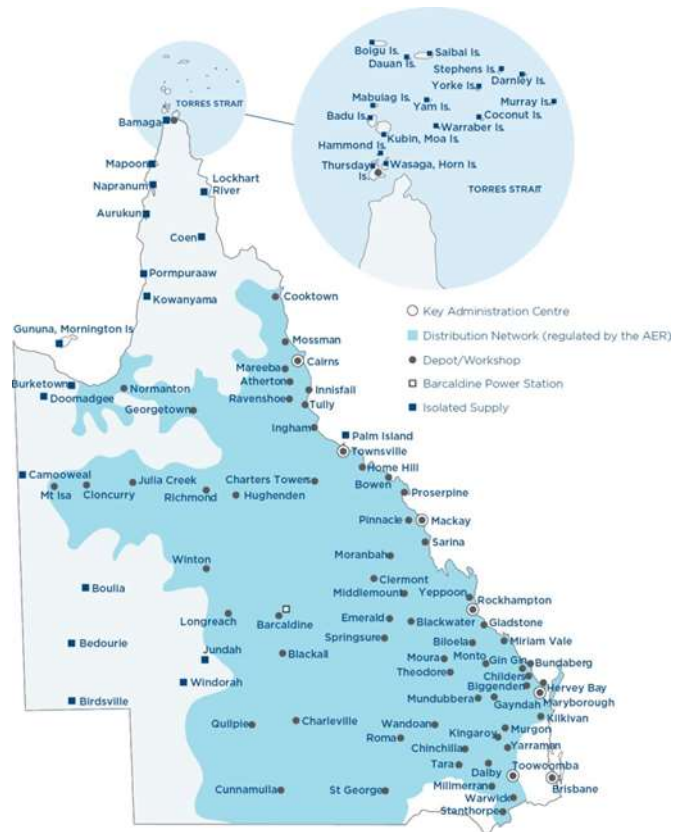 Boigu Is.
Saibai Is.
Dauan Is.
Stephens Is.
Darnley Is.
Yorke Is.
Murray Is.
Mabuiag Is.
Yam Is.
Coconut Is.
Badu Is.
Warraber Is.
Kubin, Moa Is.
Hammond Is.
Wasaga, Horn Is.
Thursday
Is.
TORRES STRAIT
TORRES STRAIT
Bamaga
Mapoon
Napranum
Lockhart
River
Aurukun
Coen
Pormpuraaw
Kowanyama
Cooktown
Key Administration Centre
Distribution Network (regulated by the AER)
Depot/Workshop
Barcaldine Power Station
Isolated Supply
Gununa, Mornington Is
Mossman
Cairns
Mareeba
Atherton
Burketown
Normanton
Doomadgee
Ravenshoe
Innisfail
Tully
Georgetown
Ingham
Palm Island
Townsville
Camooweal
Julia Creek
Charters Towers
Home Hill
Bowen
Mt Isa
Cloncurry
Richmond
Hughenden
Proserpine
Pinnacle
Mackay
Sarina
Moranbah
Winton
Clermont
Boulia
Middlemount
Yeppoon
Rockhampton
Longreach
Barcaldine
Emerald
Blackwater
Gladstone
Springsure
Biloela
Miriam Vale
Bedourie
Jundah
Blackall
Moura
Monto
Gin Gin
Bundaberg
Theodore
Childers
Windorah
Biggenden
Hervey Bay
Birdsville
Mundubbera
Gayndah
Maryborough
Quilpie
Charleville
Wandoan
Kilkivan
Roma
Kingaroy
Murgon
Chinchilla
Yarraman
Tara
Dalby
Toowoomba
Cunnamulla
St George
Millmerran
Brisbane
Warwick
Stanthorpe